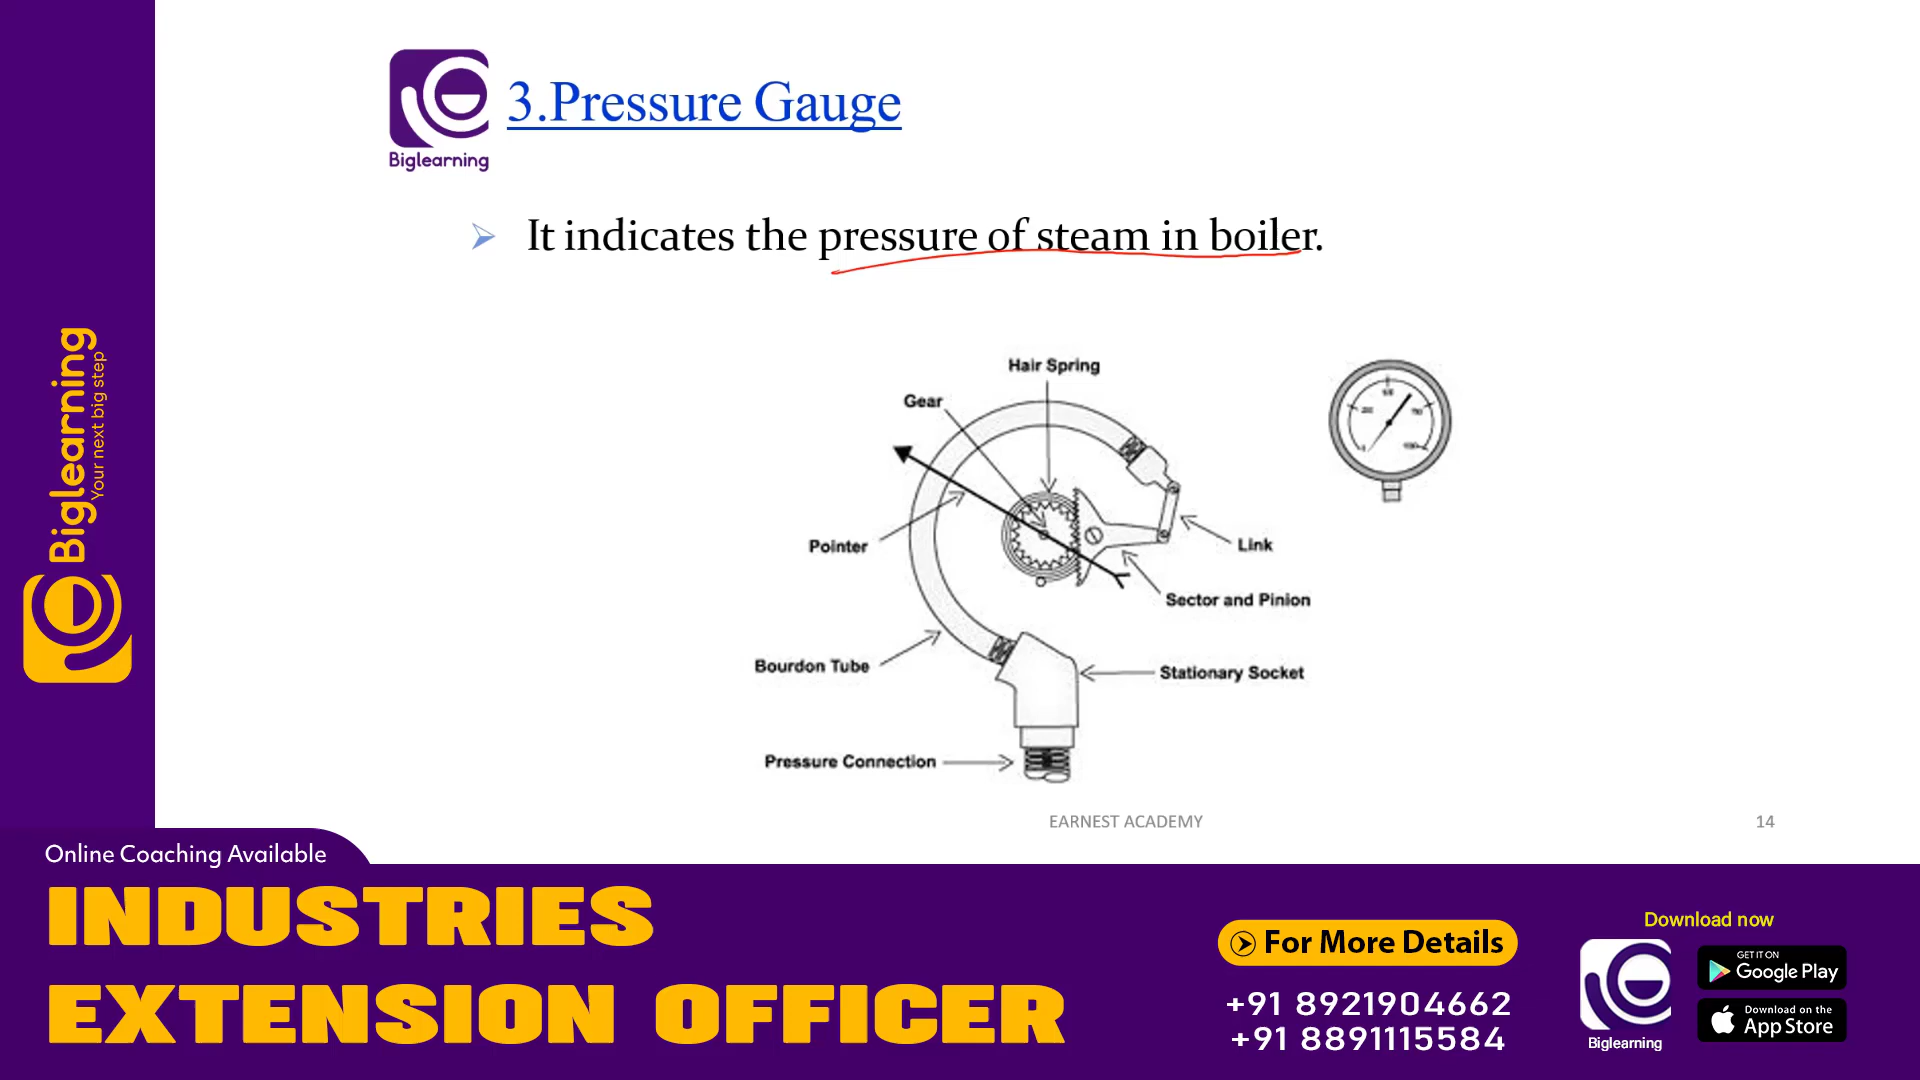 Biglearning
3.Pressure Gauge
It indicates the pressure of steam in boiler.
Hair Spring
Gear
Pointer
Link
Sector and Pinion
Bourdon Tube
Stationary Socket
Pressure Connection
EARNEST ACADEMY
14
Biglearning
Your next big step
Online Coaching Available
INDUSTRIES
EXTENSION OFFICER
For More Details
+91 8921904662
+91 8891115584
Download now
GET IT ON
Google Play
Download on the
App Store
Biglearning